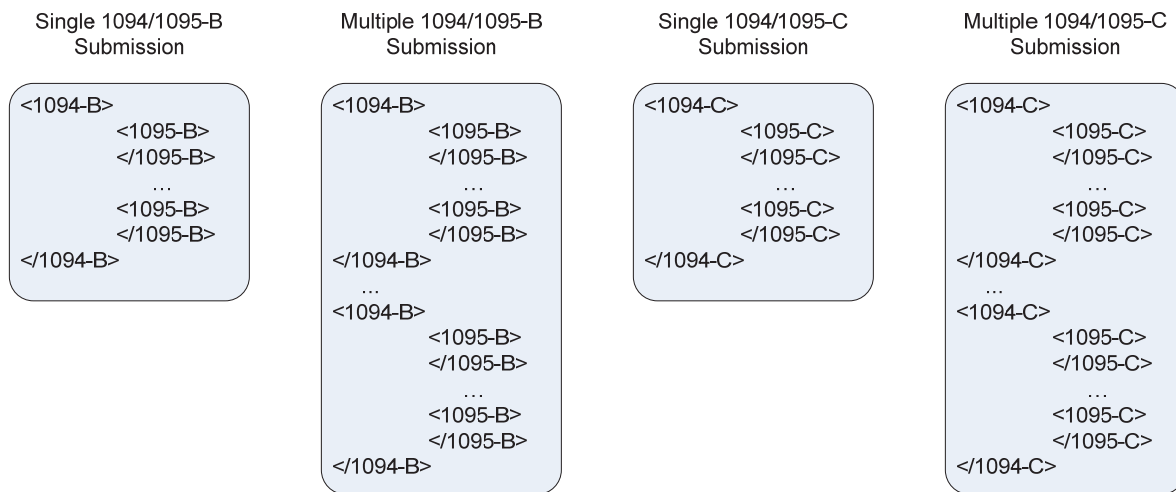 Single 1094/1095-B
Submission
<1094-B>
<1095-B>
</1095-B>
…
<1095-B>
</1095-B>
</1094-B>
Multiple 1094/1095-B
Submission
<1094-B>
<1095-B>
</1095-B>
…
<1095-B>
</1095-B>
</1094-B>
…
<1094-B>
<1095-B>
</1095-B>
…
<1095-B>
</1095-B>
</1094-B>
Single 1094/1095-C
Submission
<1094-C>
<1095-C>
</1095-C>
…
<1095-C>
</1095-C>
</1094-C>
Multiple 1094/1095-C
Submission
<1094-C>
<1095-C>
</1095-C>
…
<1095-C>
</1095-C>
</1094-C>
…
<1094-C>
<1095-C>
</1095-C>
…
<1095-C>
</1095-C>
</1094-C>